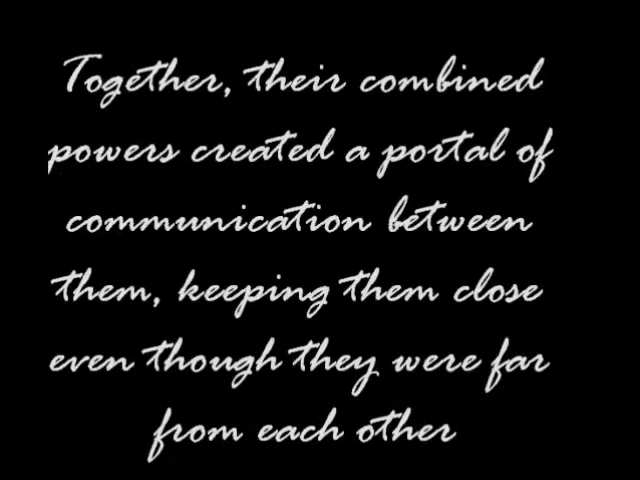 Together, their combined
powers created a portal of
communication between
them, keeping them close
even though they were far
from each other